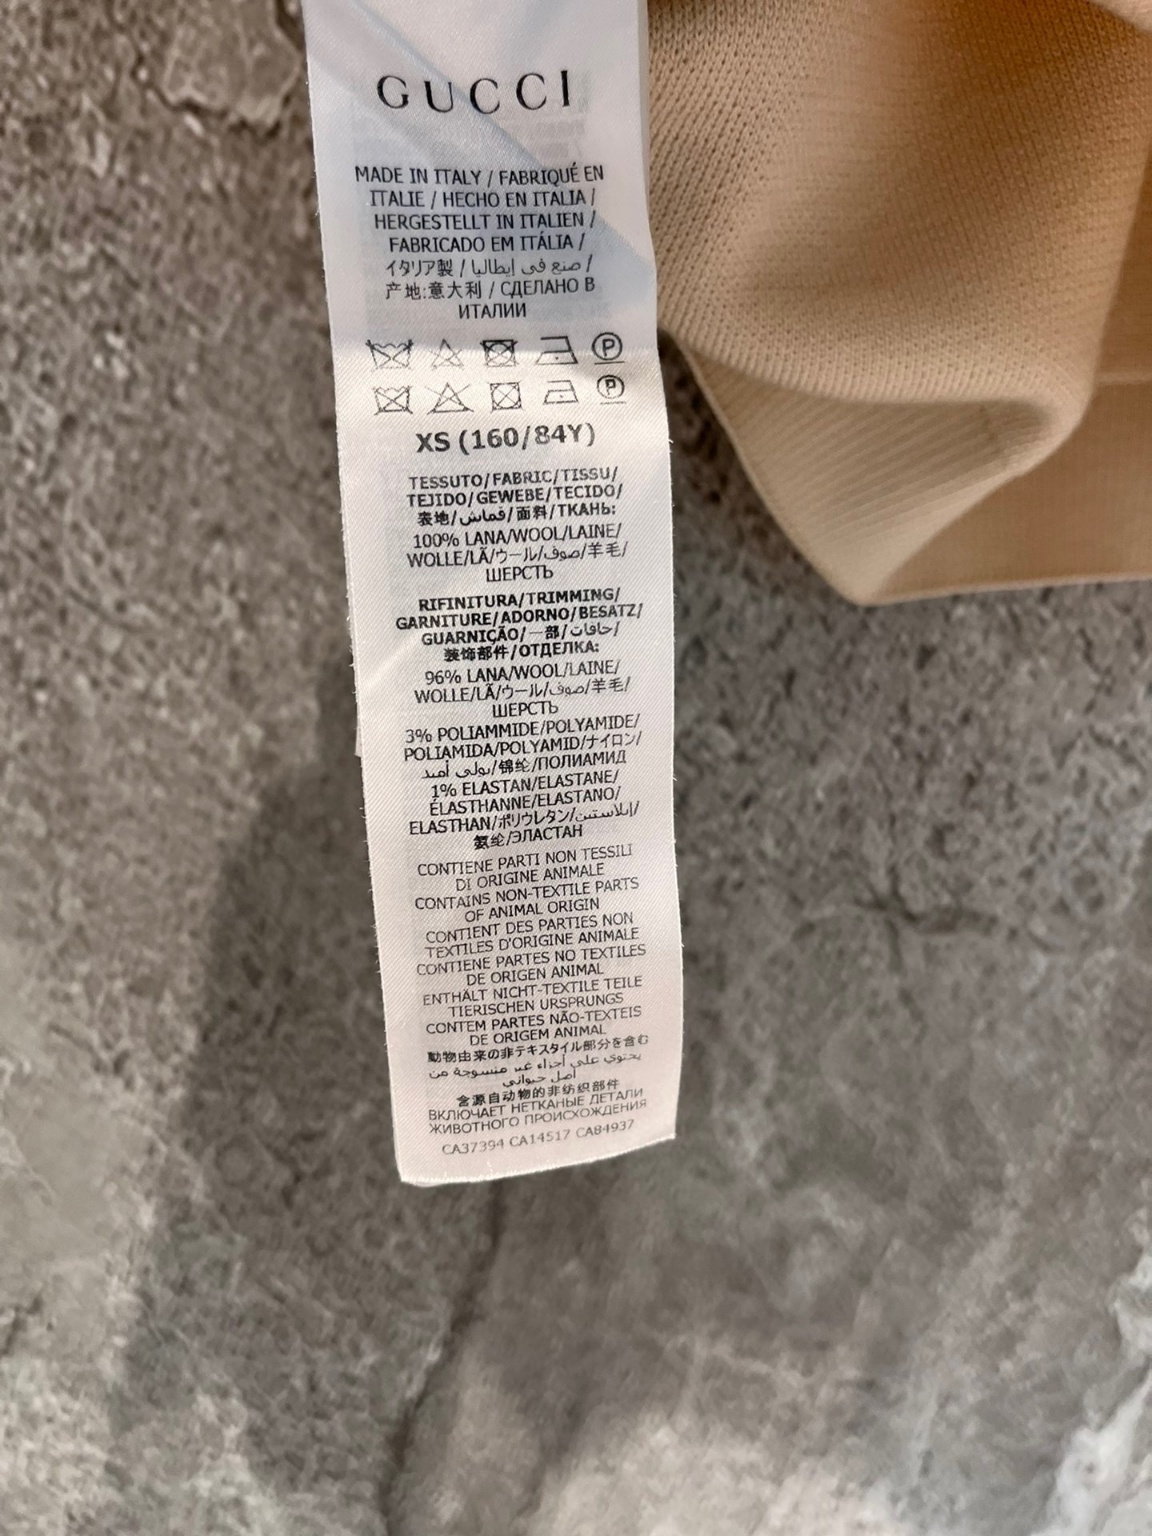 GUCCI
MADE IN ITALY / FABRIQUÉ EN
ITALIE / HECHO EN ITALIA /
HERGESTELLT IN ITALIEN /
FABRICADO EM ITÁLIA /
イタリア製 / صنع في إيطاليا /
产地:意大利 / СДЕЛАНО В
ИТАЛИИ
XS (160/84Y)
TESSUTO/FABRIC/TISSU/
TEJIDO/GEWEBE/TECIDO/
表地/قماش/面料/ТКАНЬ:
100% LANA/WOOL/LAINE/
WOLLE/LÃ/ウール/صوف/羊毛/
ШЕРСТЬ
RIFINITURA/TRIMMING/
GARNITURE/ADORNO/BESATZ/
GUARNIÇÃO/一部/حافات/
装饰部件/ОТДЕЛКА:
96% LANA/WOOL/LAINE/
WOLLE/LÃ/ウール/صوف/羊毛/
ШЕРСТЬ
3% POLIAMMIDE/POLYAMIDE/
POLIAMIDA/POLYAMID/ナイロン/
بولي أميد/锦纶/ПОЛИАМИД
1% ELASTAN/ELASTANE/
ÉLASTHANNE/ELASTANO/
ELASTHAN/ポリウレタン/إيلاستين/
氨纶/ЭЛАСТАН
CONTIENE PARTI NON TESSILI
DI ORIGINE ANIMALE
CONTAINS NON-TEXTILE PARTS
OF ANIMAL ORIGIN
CONTIENT DES PARTIES NON
TEXTILES D'ORIGINE ANIMALE
CONTIENE PARTES NO TEXTILES
DE ORIGEN ANIMAL
ENTHÄLT NICHT-TEXTILE TEILE
TIERISCHEN URSPRUNGS
CONTEM PARTES NÃO-TEXTEIS
DE ORIGEM ANIMAL
動物由来の非テキスタイル部分を含む
يحتوي على أجزاء غير منسوجة من
أصل حيواني
含源自动物的非纺织部件
ВКЛЮЧАЕТ НЕТКАНЫЕ ДЕТАЛИ
ЖИВОТНОГО ПРОИСХОЖДЕНИЯ
CA37394 CA14517 CA84937